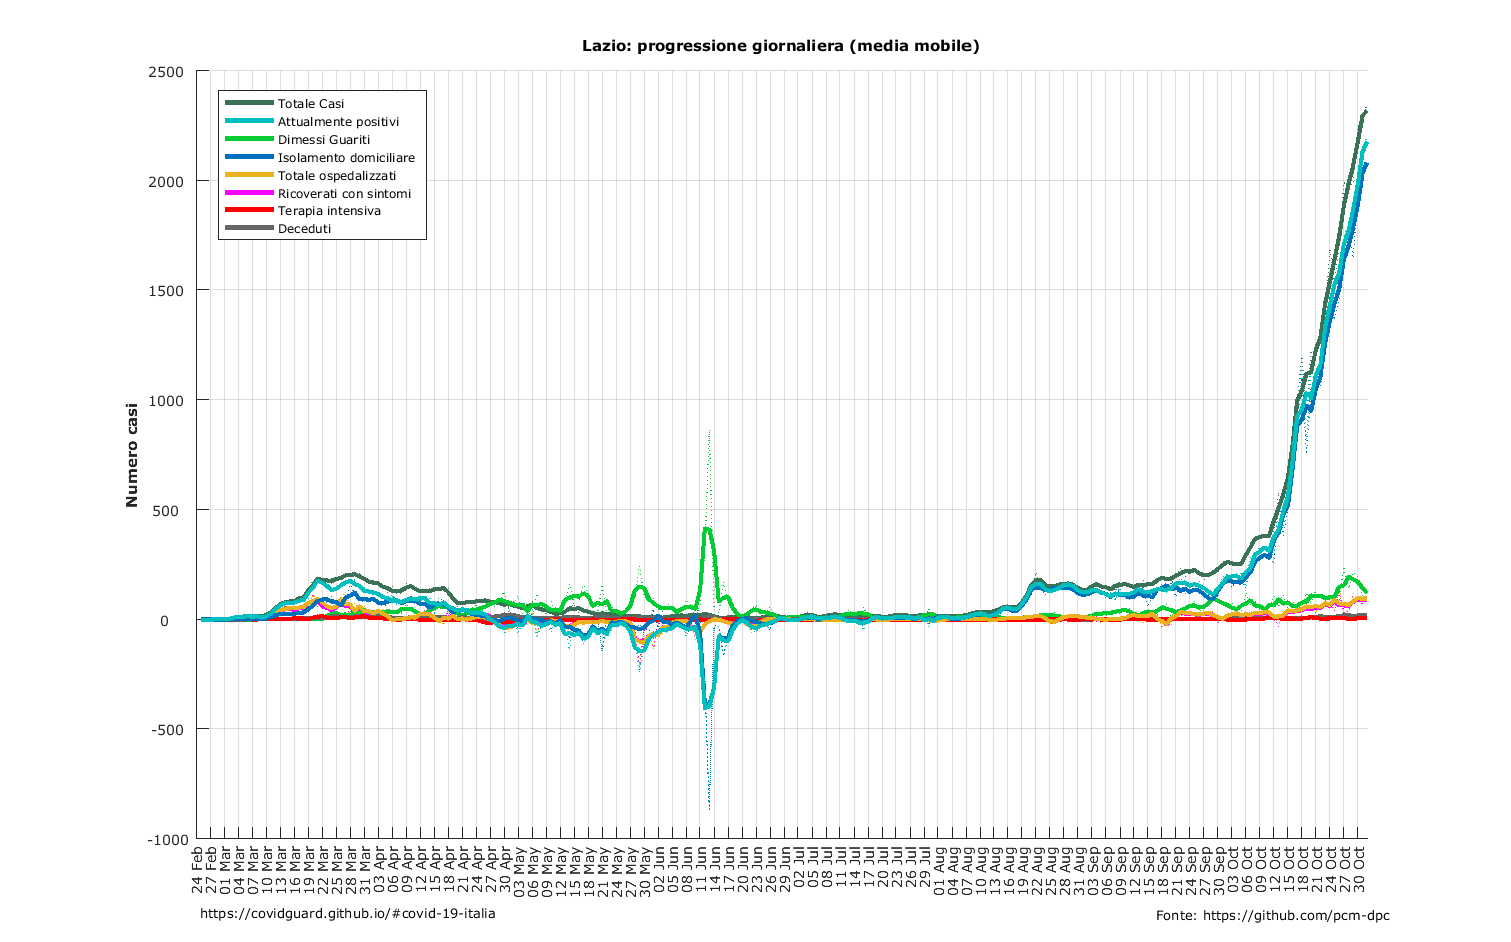 Lazio: progressione giornaliera (media mobile)
Numero casi
2500
2000
1500
1000
500
0
-500
-1000
Totale Casi
Attualmente positivi
Dimessi Guariti
Isolamento domiciliare
Totale ospedalizzati
Ricoverati con sintomi
Terapia intensiva
Deceduti
24 Feb
27 Feb
01 Mar
04 Mar
07 Mar
10 Mar
13 Mar
16 Mar
19 Mar
22 Mar
25 Mar
28 Mar
31 Mar
03 Apr
06 Apr
09 Apr
12 Apr
15 Apr
18 Apr
21 Apr
24 Apr
27 Apr
30 Apr
03 May
06 May
09 May
12 May
15 May
18 May
21 May
24 May
27 May
30 May
02 Jun
05 Jun
08 Jun
11 Jun
14 Jun
17 Jun
20 Jun
23 Jun
26 Jun
29 Jun
02 Jul
05 Jul
08 Jul
11 Jul
14 Jul
17 Jul
20 Jul
23 Jul
26 Jul
29 Jul
01 Aug
04 Aug
07 Aug
10 Aug
13 Aug
16 Aug
19 Aug
22 Aug
25 Aug
28 Aug
31 Aug
03 Sep
06 Sep
09 Sep
12 Sep
15 Sep
18 Sep
21 Sep
24 Sep
27 Sep
30 Sep
03 Oct
06 Oct
09 Oct
12 Oct
15 Oct
18 Oct
21 Oct
24 Oct
27 Oct
30 Oct
https://covidguard.github.io/#covid-19-italia
Fonte: https://github.com/pcm-dpc